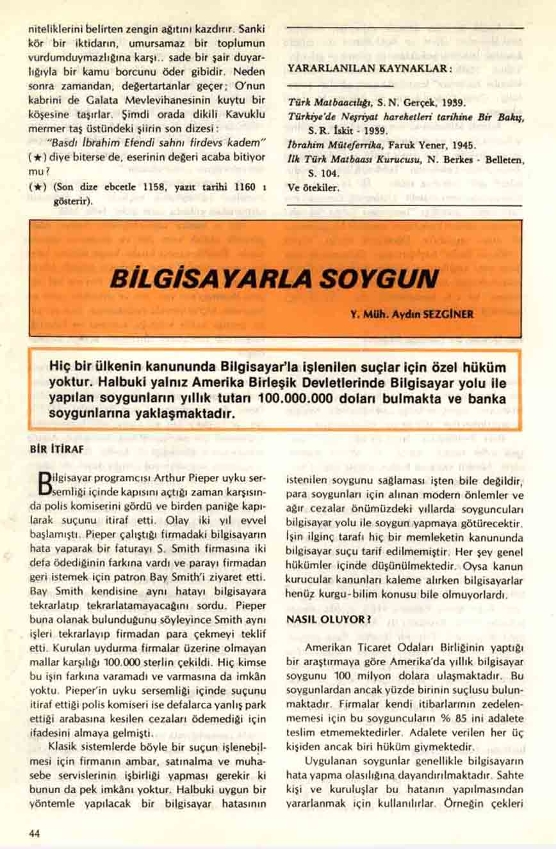 niteliklerini belirten zengin ağıtını kazdırır. Sanki
kör bir iktidarın, umursamaz bir toplumun
vurdumduymazlığına karşı.. sade bir şair duyar-
lığıyla bir kamu borcunu öder gibidir. Neden
sonra zamandan, değertartanlar geçer; O'nun
kabrini de Galata Mevlevihanesinin kuytu bir
köşesine taşırlar. Şimdi orada dikili Kavuklu
mermer taş üstündeki şiirin son dizesi :
"Basdı İbrahim Efendi sahnı firdevs kadem"
(★) diye biterse de, eserinin değeri acaba bitiyor
mu ?
(★) (Son dize ebcetle 1158, yazıt tarihi 1160 ı
gösterir).
YARARLANILAN KAYNAKLAR :
Türk Matbaacılığı, S. N. Gerçek, 1939.
Türkiye'de Neşriyat hareketleri tarihine Bir Bakış,
S. R. İskit - 1939.
İbrahim Müteferrika, Faruk Yener, 1945.
İlk Türk Matbaası Kurucusu, N. Berkes - Belleten,
S. 104.
Ve ötekiler.
BİLGİSAYARLA SOYGUN
Y. Müh. Aydın SEZGİNER
Hiç bir ülkenin kanununda Bilgisayar'la işlenilen suçlar için özel hüküm
yoktur. Halbuki yalnız Amerika Birleşik Devletlerinde Bilgisayar yolu ile
yapılan soygunların yıllık tutarı 100.000.000 doları bulmakta ve banka
soygunlarına yaklaşmaktadır.
BİR İTİRAF
Bilgisayar programcısı Arthur Pieper uyku ser-
semliği içinde kapısını açtığı zaman karşısın-
da polis komiserini gördü ve birden paniğe kapı-
larak suçunu itiraf etti. Olay iki yıl evvel
başlamıştı. Pieper çalıştığı firmadaki bilgisayarın
hata yaparak bir faturayı S. Smith firmasına iki
defa ödediğinin farkına vardı ve parayı firmadan
geri istemek için patron Bay Smith'i ziyaret etti.
Bay Smith kendisine aynı hatayı bilgisayara
tekrarlatıp tekrarlatamayacağını sordu. Pieper
buna olanak bulunduğunu söyleyince Smith aynı
işleri tekrarlayıp firmadan para çekmeyi teklif
etti. Kurulan uydurma firmalar üzerine olmayan
mallar karşılığı 100.000 sterlin çekildi. Hiç kimse
bu işin farkına varamadı ve varmasına da imkân
yoktu. Pieper'in uyku sersemliği içinde suçunu
itiraf ettiği polis komiseri ise defalarca yanlış park
ettiği arabasına kesilen cezaları ödemediği için
ifadesini almaya gelmişti.
Klasik sistemlerde böyle bir suçun işlenebil-
mesi için firmanın ambar, satınalma ve muha-
sebe servislerinin işbirliği yapması gerekir ki
bunun da pek imkânı yoktur. Halbuki uygun bir
yöntemle yapılacak bir bilgisayar hatasının
istenilen soygunu sağlaması işten bile değildir,
para soygunları için alınan modern önlemler ve
ağır cezalar önümüzdeki yıllarda soyguncuları
bilgisayar yolu ile soygun yapmaya götürecektir.
İşin ilginç tarafı hiç bir memleketin kanununda
bilgisayar suçu tarif edilmemiştir. Her şey genel
hükümler içinde düşünülmektedir. Oysa kanun
kurucular kanunları kaleme alırken bilgisayarlar
henüz kurgu-bilim konusu bile olmuyorlardı.
NASIL OLUYOR ?
Amerikan Ticaret Odaları Birliğinin yaptığı
bir araştırmaya göre Amerika'da yıllık bilgisayar
soygunu 100 milyon dolara ulaşmaktadır. Bu
soygunlardan ancak yüzde birinin suçlusu bulun-
maktadır. Firmalar kendi itibarlarının zedelen-
memesi için bu soyguncuların % 85 ini adalete
teslim etmemektedirler. Adalete verilen her üç
kişiden ancak biri hüküm giymektedir.
Uygulanan soygunlar genellikle bilgisayarın
hata yapma olasılığına dayandırılmaktadır. Sahte
kişi ve kuruluşlar bu hatanın yapılmasından
yararlanmak için kullanılırlar. Örneğin çekleri
44